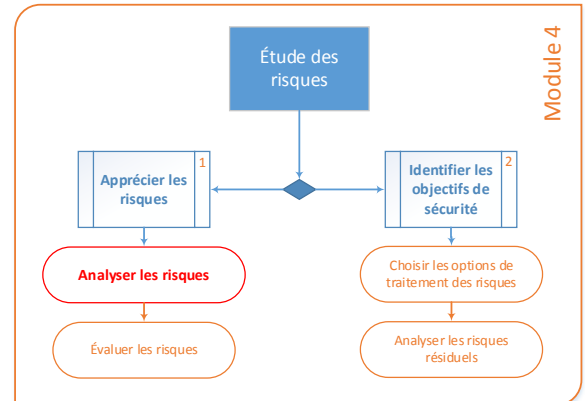 Module 4
Étude des
risques
1
Apprécier les
risques
2
Identifier les
objectifs de
sécurité
Analyser les risques
Choisir les options de
traitement des risques
Évaluer les risques
Analyser les risques
résiduels